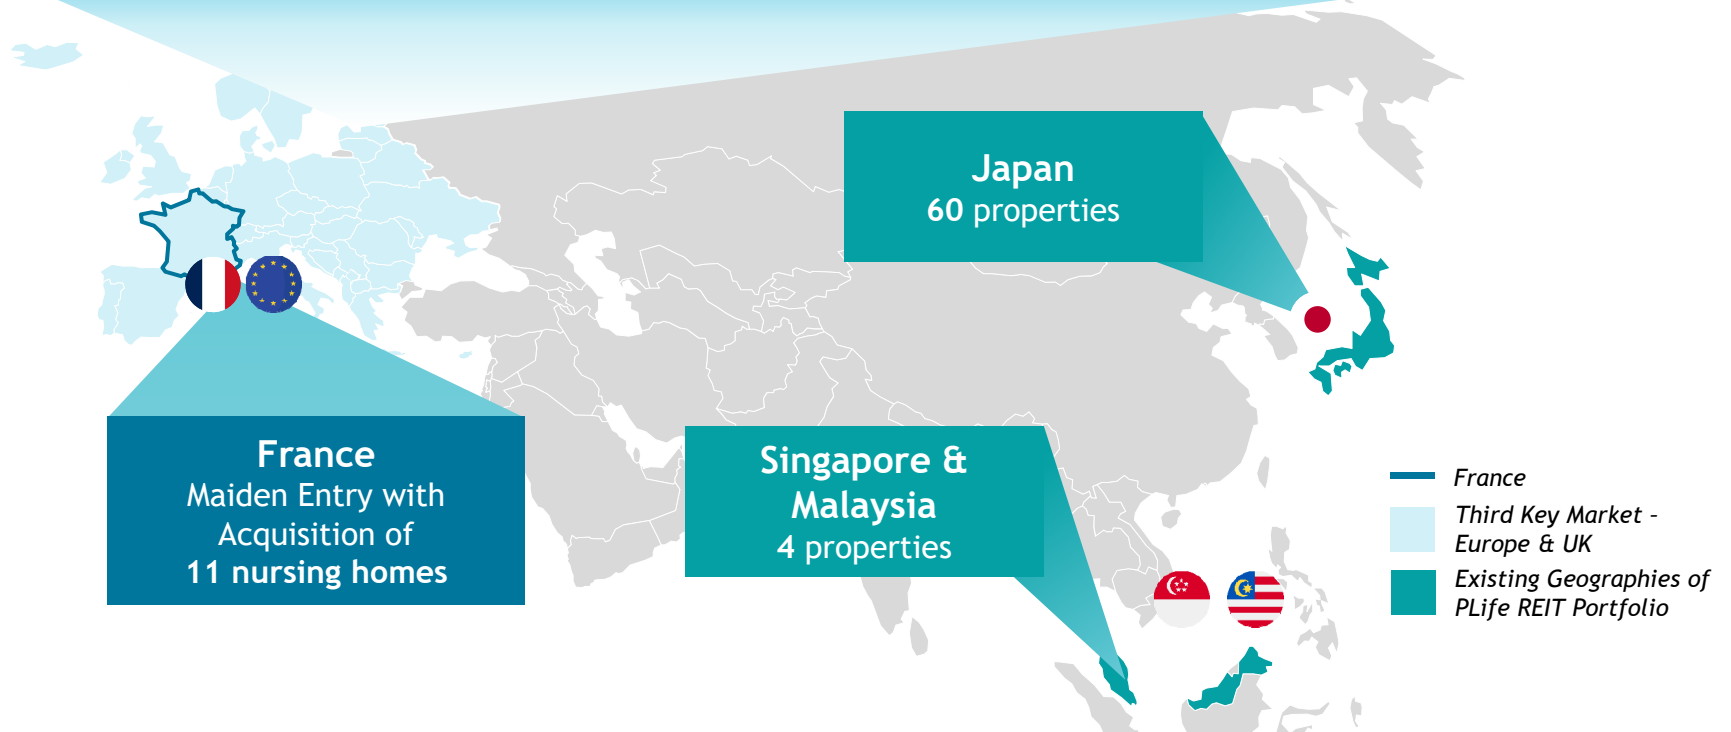 Japan
60 properties
France
Maiden Entry with
Acquisition of
11 nursing homes
Singapore &
Malaysia
4 properties
France
Third Key Market –
Europe & UK
Existing Geographies of
PLife REIT Portfolio